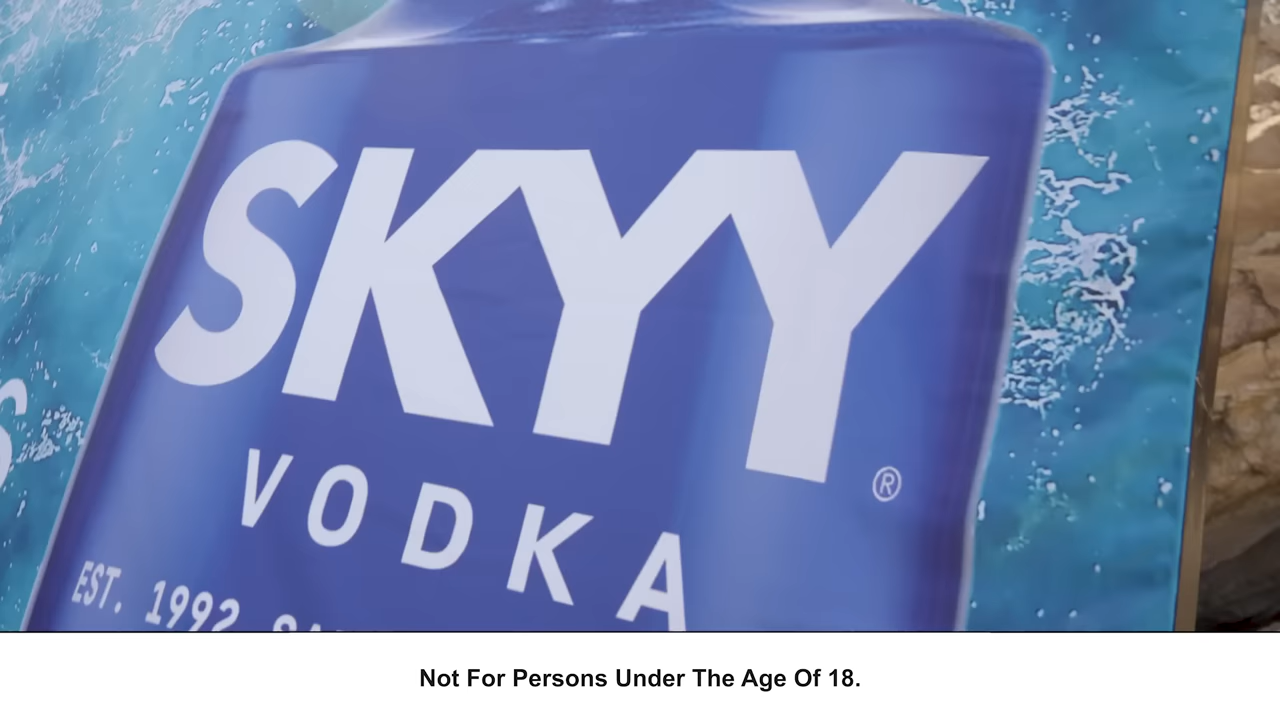 SKYY
®
VODKA
EST. 1992
Not For Persons Under The Age Of 18.